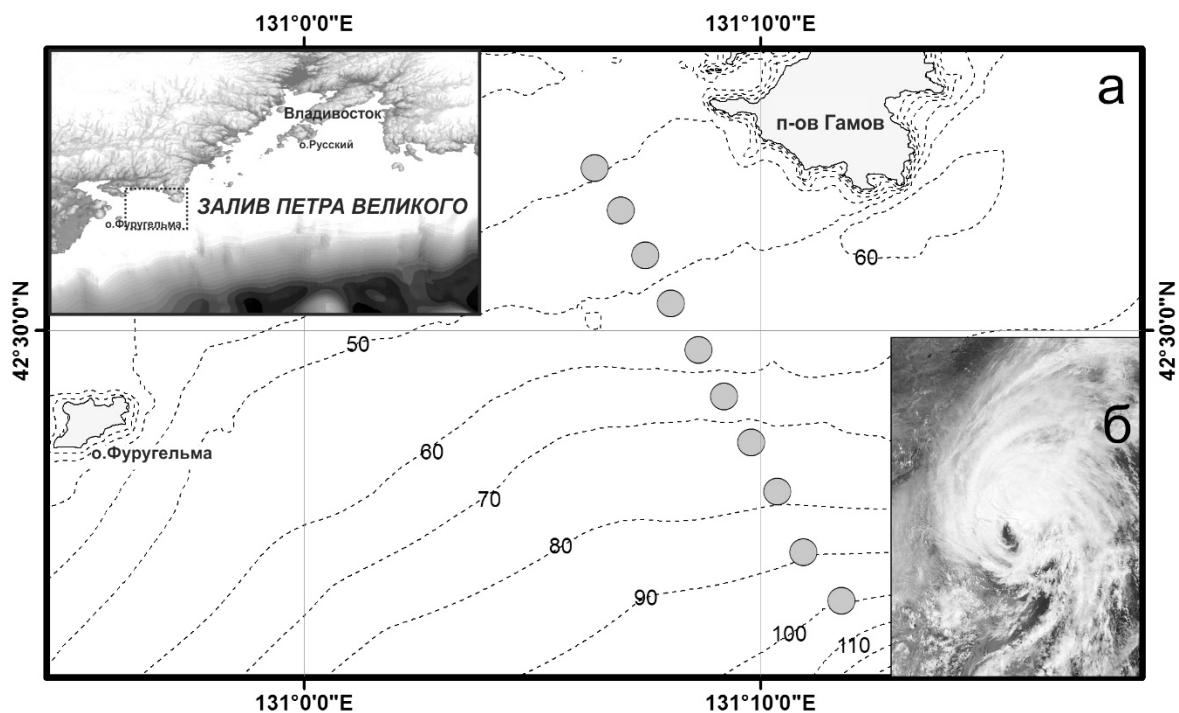 131°0'0"E
131°10'0"E
а
Владивосток
о.Русский
п-ов Гамов
ЗАЛИВ ПЕТРА ВЕЛИКОГО
о.Фуругельма
60
42°30'0"N
42°30'0"N
50
б
о.Фуругельма
60
70
80
90
100
110
131°0'0"E
131°10'0"E